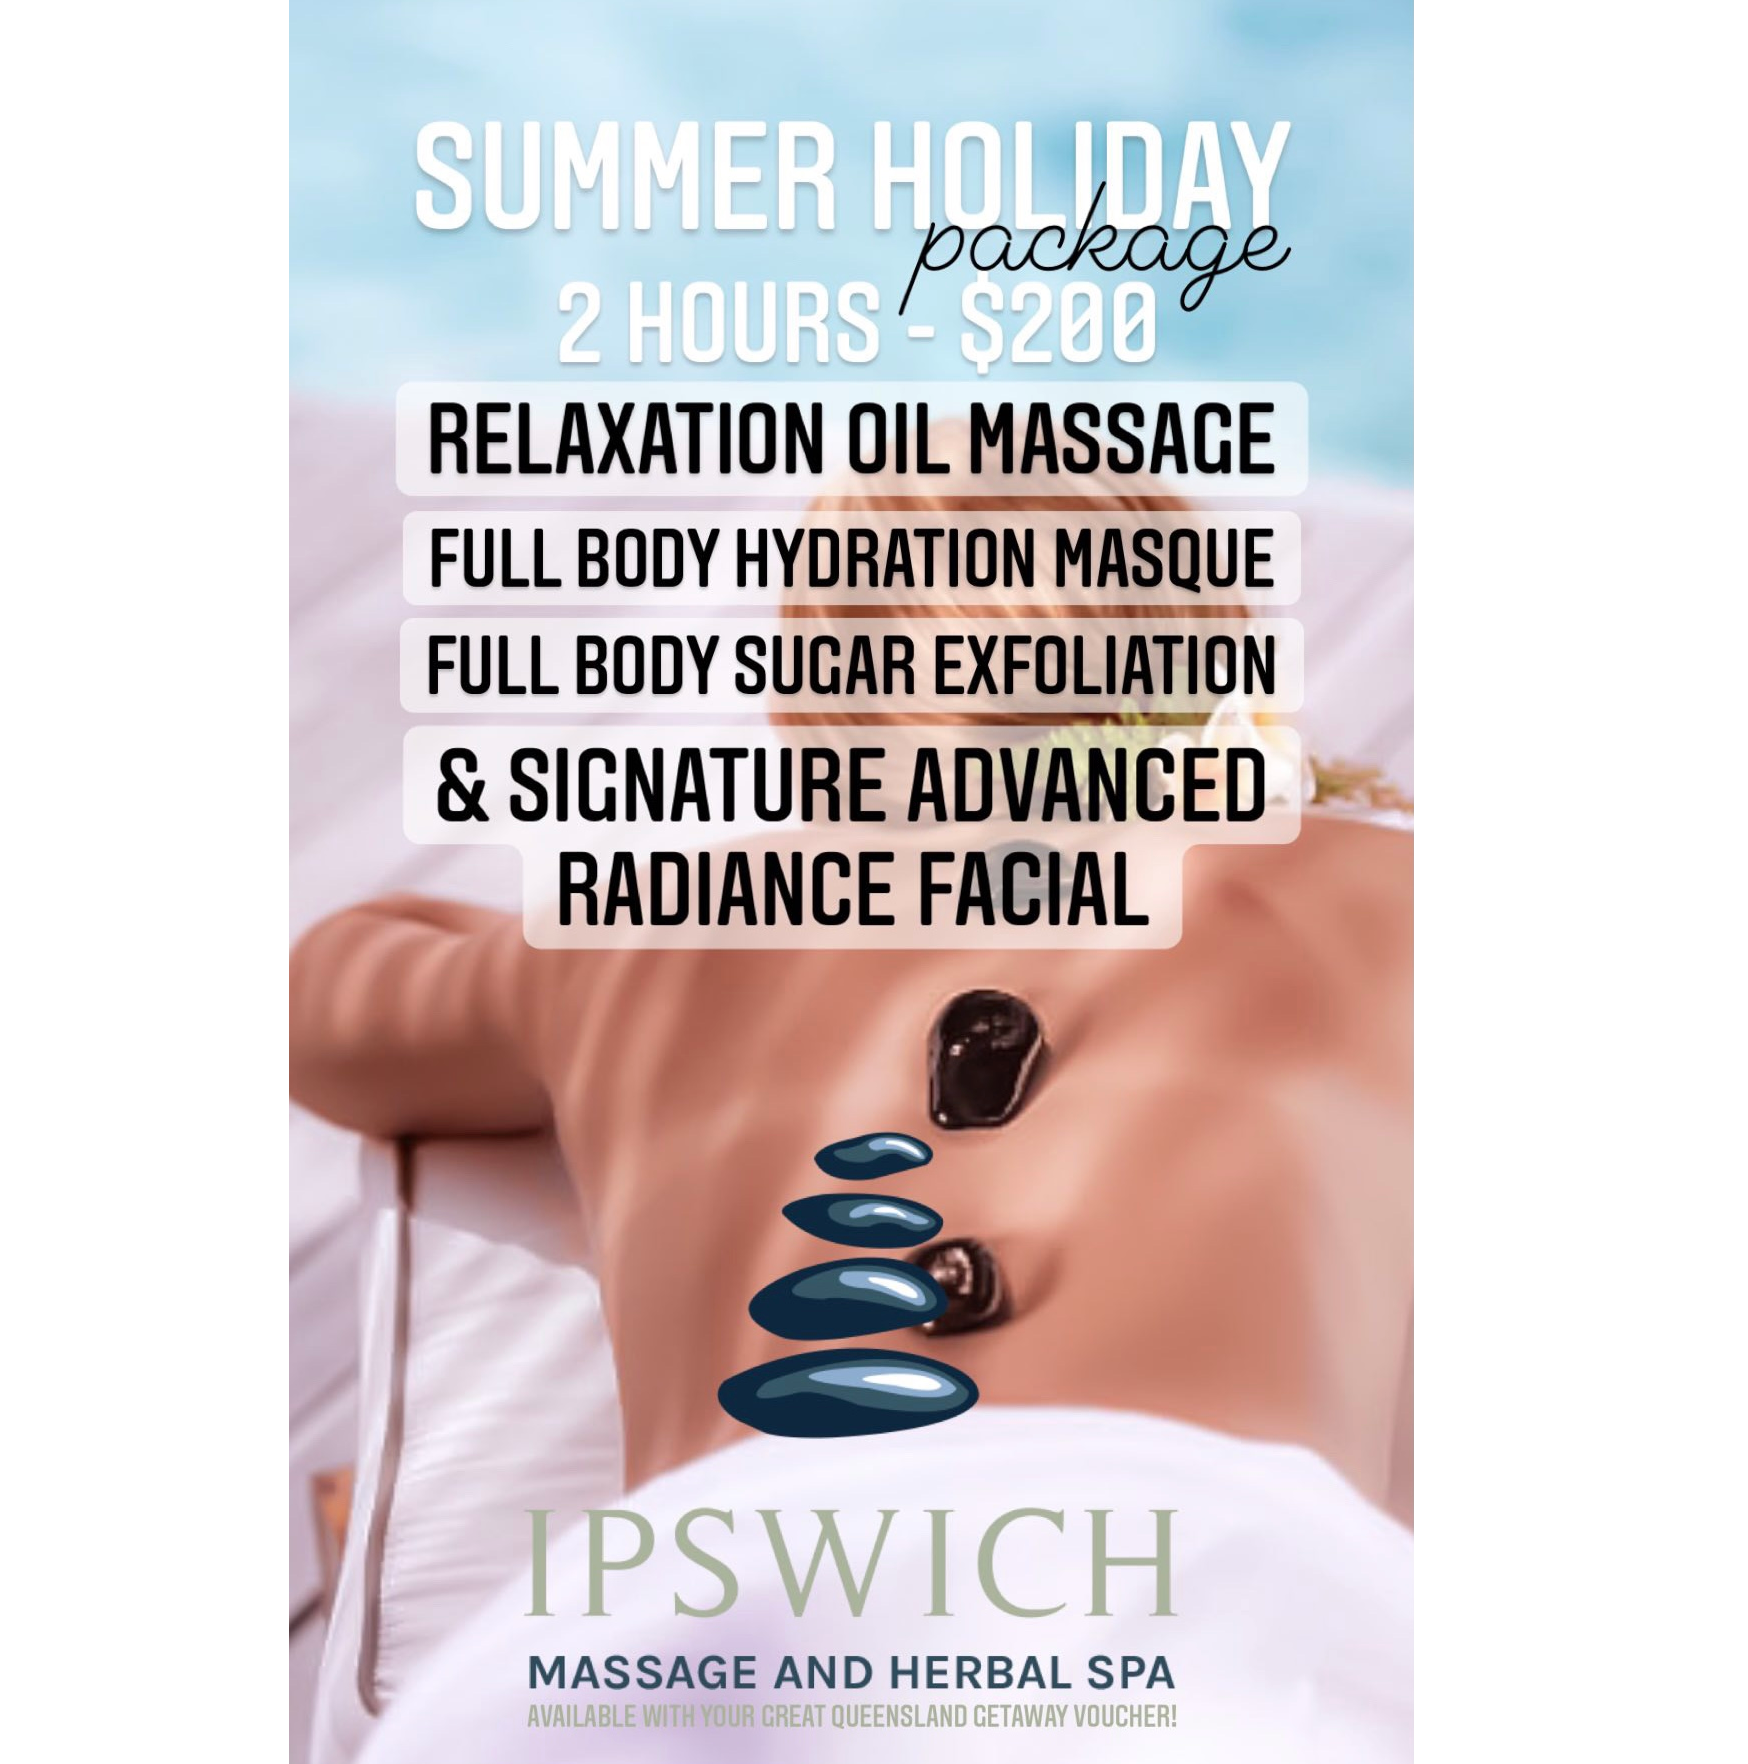 SUMMER HOLIDAY
package
2 HOURS - $200
RELAXATION OIL MASSAGE
FULL BODY HYDRATION MASQUE
FULL BODY SUGAR EXFOLIATION
& SIGNATURE ADVANCED
RADIANCE FACIAL
IPSWICH
MASSAGE AND HERBAL SPA
AVAILABLE WITH YOUR GREAT QUEENSLAND GETAWAY VOUCHER!